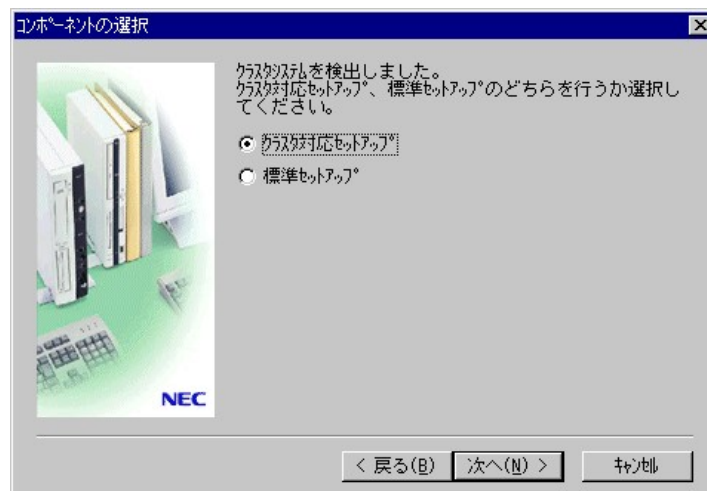 コンポーネントの選択
クラスタシステムを検出しました。
クラスタ対応セットアップ、標準セットアップのどちらを行うか選択し
てください。
クラスタ対応セットアップ
標準セットアップ
NEC
< 戻る(B)
次へ(N) >
キャンセル